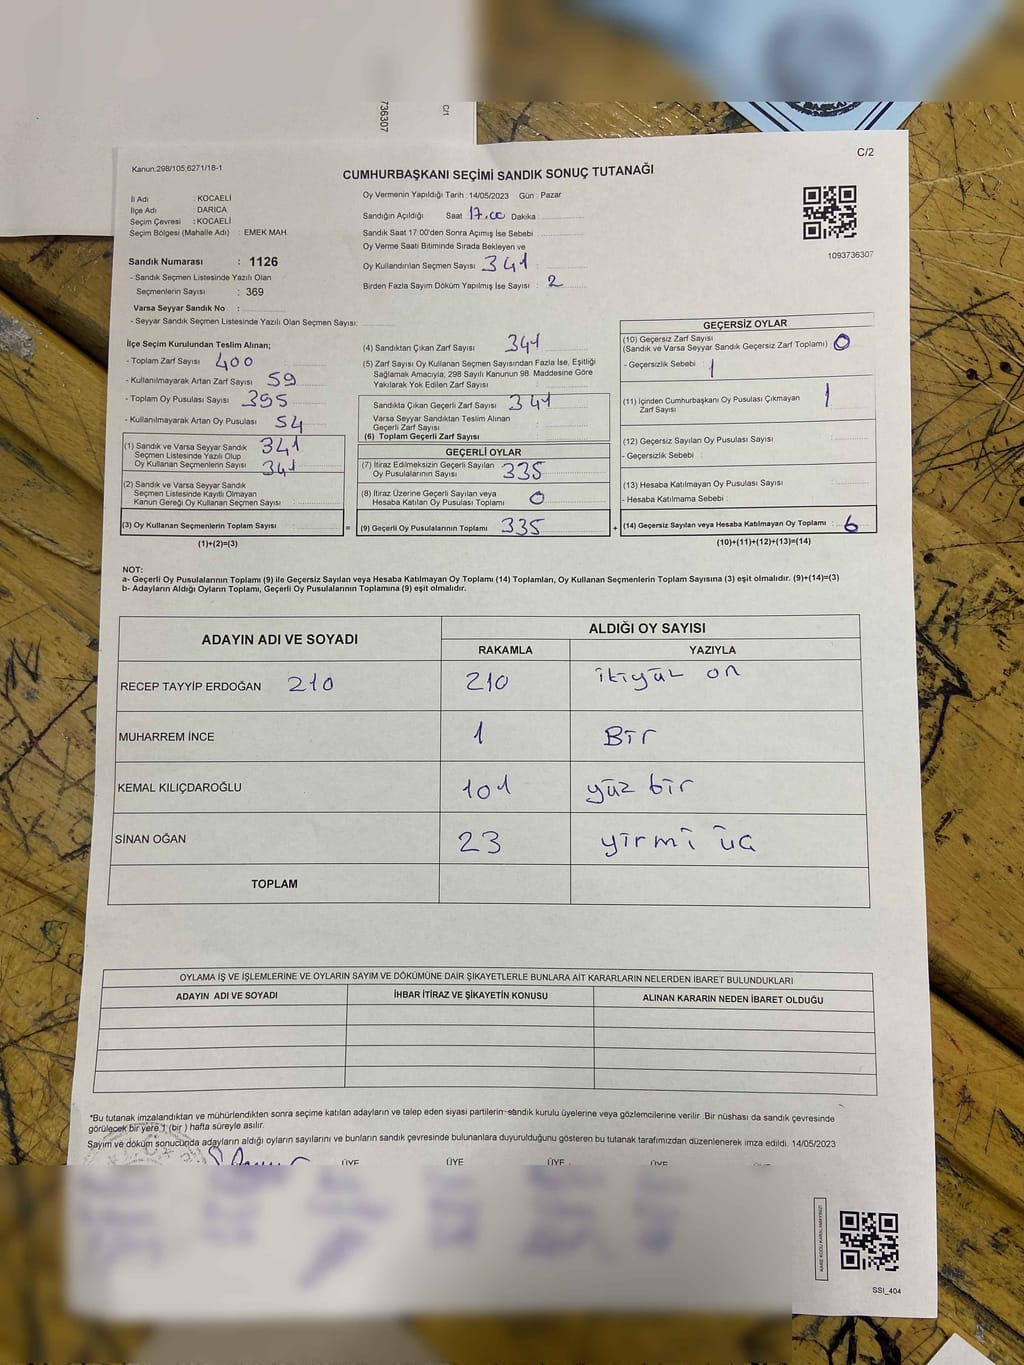 736307
C/1
C/2
Kanun:298/105,6271/18-1
CUMHURBAŞKANI SEÇİMİ SANDIK SONUÇ TUTANAĞI
İl Adı : KOCAELİ
İlçe Adı : DARICA
Seçim Çevresi : KOCAELİ
Seçim Bölgesi (Mahalle Adı) : EMEK MAH.
Oy Vermenin Yapıldığı Tarih :14/05/2023 Gün : Pazar
Sandığın Açıldığı Saat 17.00 Dakika :
Sandık Saat 17:00'den Sonra Açımış İse Sebebi :
Oy Verme Saati Bitiminde Sırada Bekleyen ve
Oy Kullandırılan Seçmen Sayısı 341 :
Birden Fazla Sayım Döküm Yapılmış İse Sayısı : 2
1093736307
Sandık Numarası : 1126
- Sandık Seçmen Listesinde Yazılı Olan
Seçmenlerin Sayısı : 369
Varsa Seyyar Sandık No :
- Seyyar Sandık Seçmen Listesinde Yazılı Olan Seçmen Sayısı:
İlçe Seçim Kurulundan Teslim Alınan;
- Toplam Zarf Sayısı 400
- Kullanılmayarak Artan Zarf Sayısı 59
- Toplam Oy Pusulası Sayısı 395
- Kullanılmayarak Artan Oy Pusulası 54
(1) Sandık ve Varsa Seyyar Sandık 341
Seçmen Listesinde Yazılı Olup
Oy Kullanan Seçmenlerin Sayısı 341
(2) Sandık ve Varsa Seyyar Sandık
Seçmen Listesinde Kayıtlı Olmayan
Kanun Gereği Oy Kullanan Seçmen Sayısı :
(3) Oy Kullanan Seçmenlerin Toplam Sayısı =
(1)+(2)=(3)
(4) Sandıktan Çıkan Zarf Sayısı 341
(5) Zarf Sayısı Oy Kullanan Seçmen Sayısından Fazla İse, Eşitliği
Sağlamak Amacıyla; 298 Sayılı Kanunun 98. Maddesine Göre
Yakılarak Yok Edilen Zarf Sayısı :
Sandıkta Çıkan Geçerli Zarf Sayısı 341
Varsa Seyyar Sandıktan Teslim Alınan
Geçerli Zarf Sayısı :
(6) Toplam Geçerli Zarf Sayısı
GEÇERLİ OYLAR
(7) İtiraz Edilmeksizin Geçerli Sayılan 335
Oy Pusulalarının Sayısı
(8) İtiraz Üzerine Geçerli Sayılan veya 0
Hesaba Katılan Oy Pusulası Toplamı
(9) Geçerli Oy Pusulalarının Toplamı 335 +
GEÇERSİZ OYLAR
(10) Geçersiz Zarf Sayısı
(Sandık ve Varsa Seyyar Sandık Geçersiz Zarf Toplamı) 0
- Geçersizlik Sebebi : 1
(11) İçinden Cumhurbaşkanı Oy Pusulası Çıkmayan 1
Zarf Sayısı
(12) Geçersiz Sayılan Oy Pusulası Sayısı
- Geçersizlik Sebebi :
(13) Hesaba Katılmayan Oy Pusulası Sayısı
- Hesaba Katılmama Sebebi :
(14) Geçersiz Sayılan veya Hesaba Katılmayan Oy Toplamı : 6
(10)+(11)+(12)+(13)=(14)
NOT:
a- Geçerli Oy Pusulalarının Toplamı (9) ile Geçersiz Sayılan veya Hesaba Katılmayan Oy Toplamı (14) Toplamları, Oy Kullanan Seçmenlerin Toplam Sayısına (3) eşit olmalıdır. (9)+(14)=(3)
b- Adayların Aldığı Oyların Toplamı, Geçerli Oy Pusulalarının Toplamına (9) eşit olmalıdır.
ADAYIN ADI VE SOYADI
ALDIĞI OY SAYISI
RAKAMLA YAZIYLA
RECEP TAYYİP ERDOĞAN 210 210 ikiyüz on
MUHARREM İNCE 1 Bir
KEMAL KILIÇDAROĞLU 101 yüz bir
SİNAN OĞAN 23 yirmi üç
TOPLAM
OYLAMA İŞ VE İŞLEMLERİNE VE OYLARIN SAYIM VE DÖKÜMÜNE DAİR ŞİKAYETLERLE BUNLARA AİT KARARLARIN NELERDEN İBARET BULUNDUKLARI
ADAYIN ADI VE SOYADI İHBAR İTİRAZ VE ŞİKAYETİN KONUSU ALINAN KARARIN NEDEN İBARET OLDUĞU
*Bu tutanak imzalandıktan ve mühürlendikten sonra seçime katılan adayların ve talep eden siyasi partilerin sandık kurulu üyelerine veya gözlemcilerine verilir .Bir nüshası da sandık çevresinde
görülecek bir yere 1 (bir ) hafta süreyle asılır.
Sayım ve döküm sonucunda adayların aldığı oyların sayılarını ve bunların sandık çevresinde bulunanlara duyurulduğunu gösteren bu tutanak tarafımızdan düzenlenerek imza edildi. 14/05/2023
ÜYE ÜYE ÜYE ÜYE
KARE KODU KARALAMAYINIZ!
SSI_404